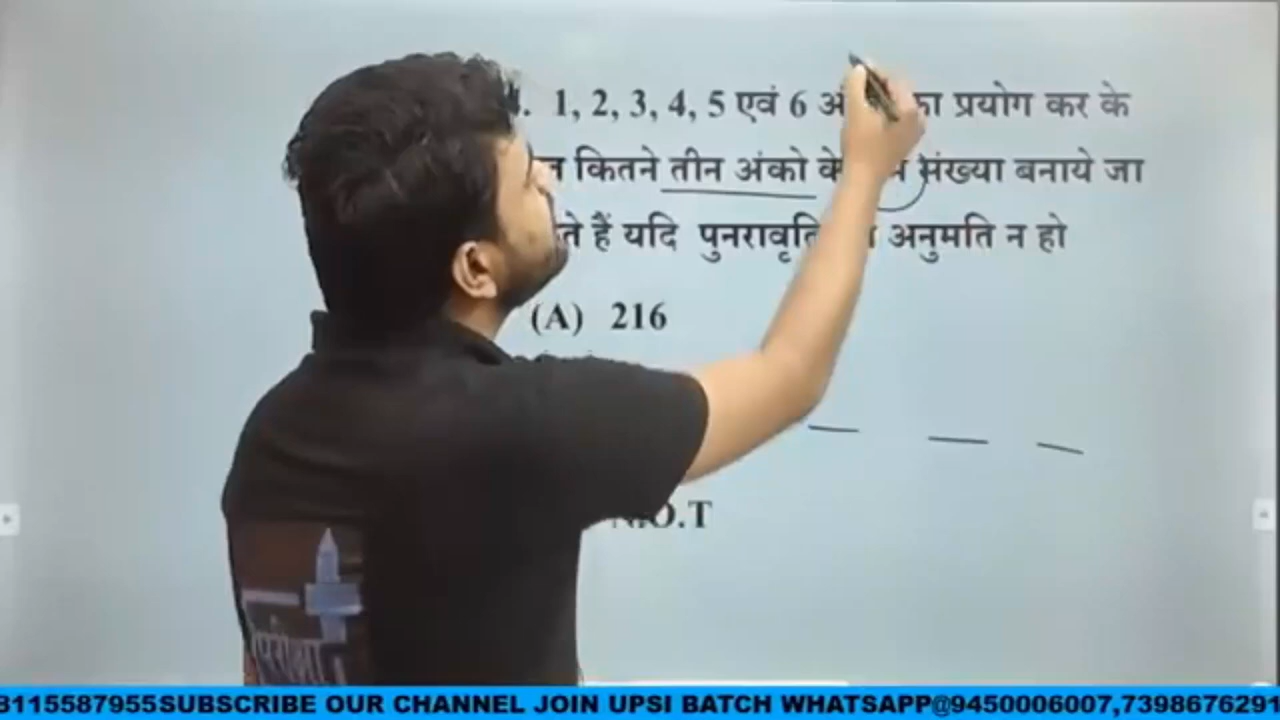 1, 2, 3, 4, 5 एवं 6 का प्रयोग कर के
कितने तीन अंको के संख्या बनाये जा
हैं यदि पुनरावृति अनुमति न हो
(A) 216
N.O.T
8115587955SUBSCRIBE OUR CHANNEL JOIN UPSI BATCH WHATSAPP@9450006007,7398676291